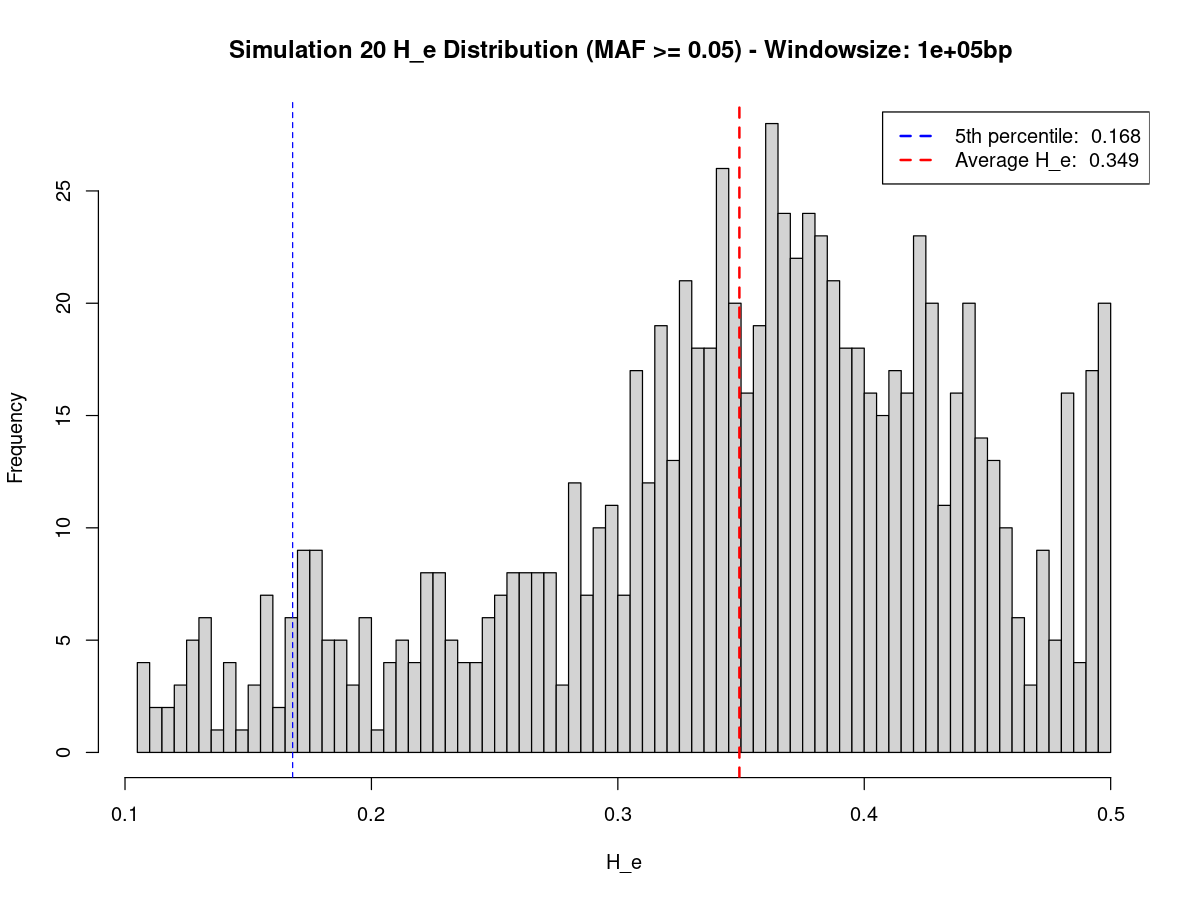 Simulation 20 H_e Distribution (MAF >= 0.05) - Windowsize: 1e+05bp
5th percentile: 0.168
Average H_e: 0.349
Frequency
25
20
15
10
5
0
0.1 0.2 0.3 0.4 0.5
H_e